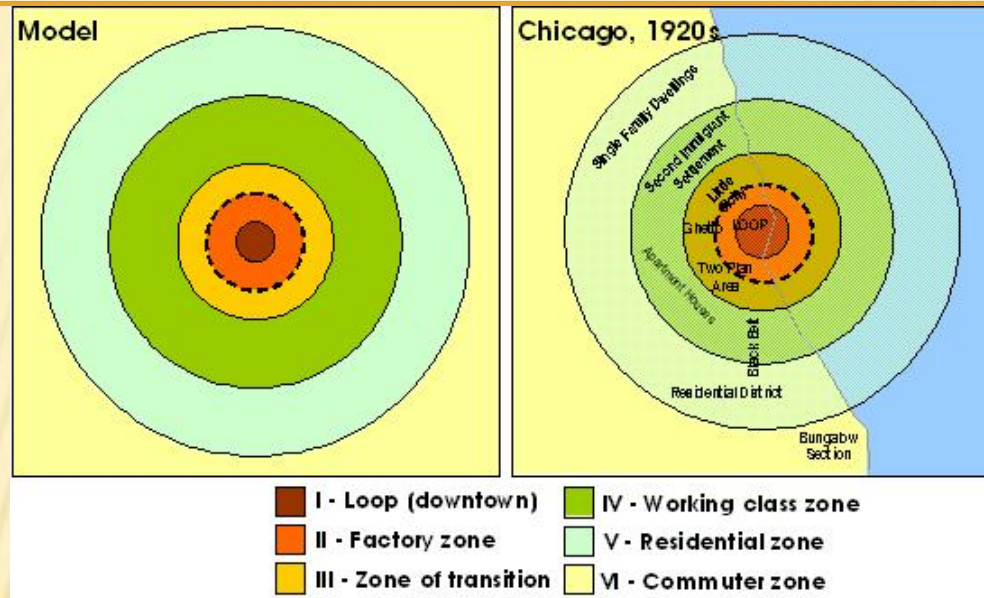 Model
Chicago, 1920s
Single Family Dwellings
Second Immigrant
Settlement
Little
Sicily
Ghetto
LOOP
Two Plan
Area
Apartment Houses
Black Belt
Residential District
Bungalow
Section
I - Loop (downtown)
II - Factory zone
III - Zone of transition
IV - Working class zone
V - Residential zone
VI - Commuter zone